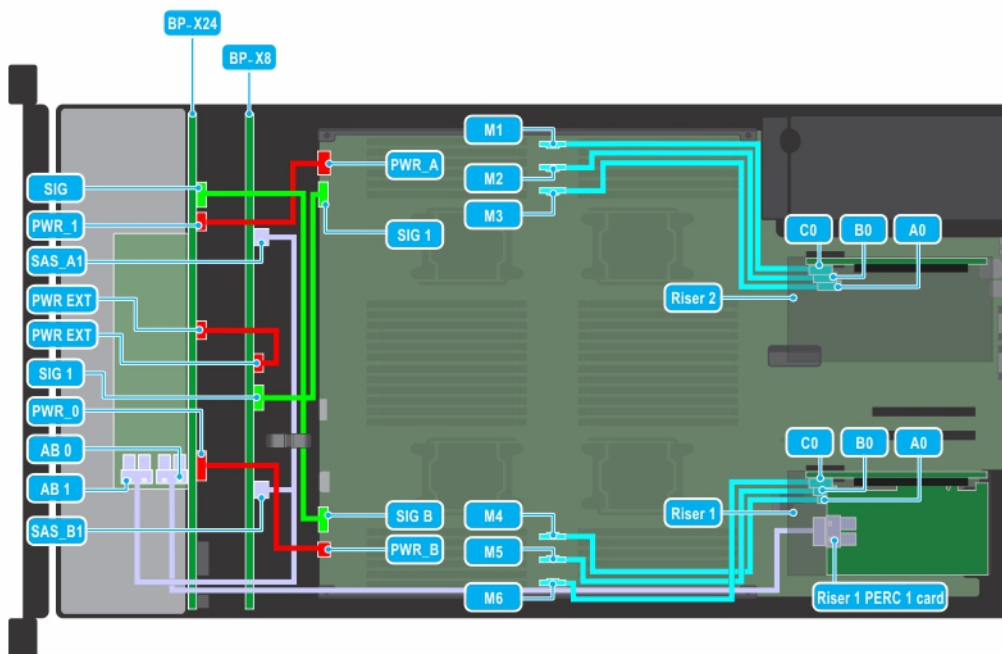 BP-X24
BP-X8
SIG
PWR_1
SAS_A1
PWR EXT
PWR EXT
SIG 1
PWR_0
AB 0
AB 1
SAS_B1
PWR_A
SIG 1
SIG B
PWR_B
M1
M2
M3
M4
M5
M6
C0 B0 A0
Riser 2
C0 B0 A0
Riser 1
Riser 1 PERC 1 card